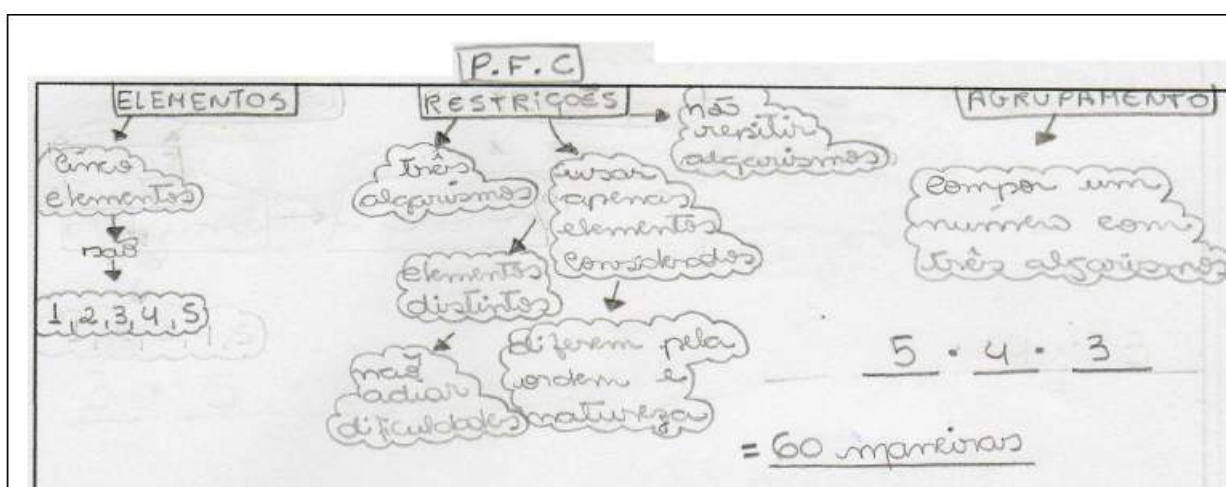 P.F.C
ELEMENTOS
Cinco
elementos
são
1,2,3,4,5
RESTRIÇÕES
três
algarismos
usar
apenas
elementos
considerados
não
repitir
algarismos
elementos
distintos
não
adiar
dificuldades
diferem pela
ordem e
natureza
AGRUPAMENTO
Compor um
número com
três algarismos
5 . 4 . 3
= 60 maneiras